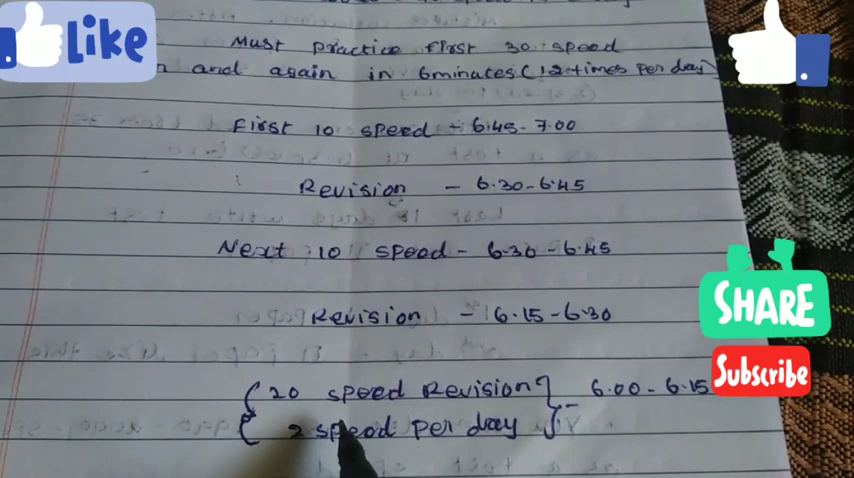 Like
Must practice first 30 speed
and again in 6minutes (12 times per day)
First 10 speed - 6.45-7.00
Revision - 6.30-6.45
Next 10 speed - 6.30-6.45
Revision - 6.15-6.30
{20 speed Revision} 6.00-6.15
{2 speed per day} -
SHARE
Subscribe